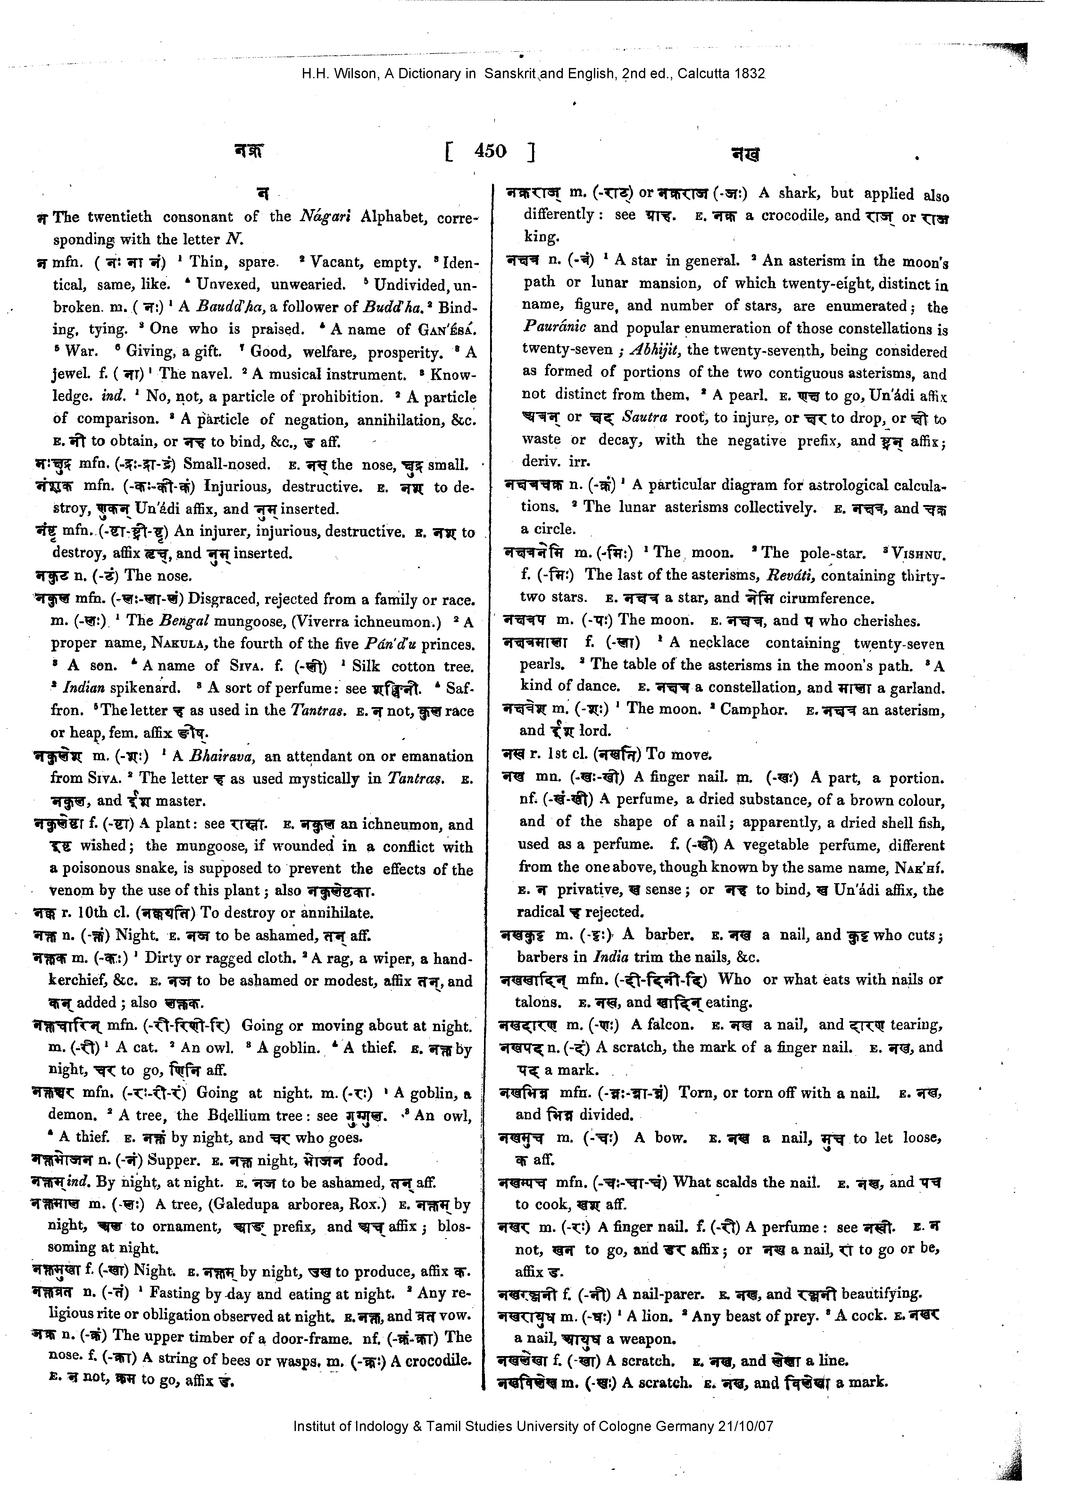 H.H. Wilson, A Dictionary in Sanskrit and English, 2nd ed., Calcutta 1832
नक्र [ 450 ] नख
न
न The twentieth consonant of the Nágari Alphabet, corre-
sponding with the letter N.
न mfn. (नः ना नं) ¹ Thin, spare. ² Vacant, empty. ³ Iden-
tical, same, like. ⁴ Unvexed, unwearied. ⁵ Undivided, un-
broken. m. (नः) ¹ A Baudd'ha, a follower of Budd'ha. ² Bind-
ing, tying. ³ One who is praised. ⁴ A name of GAN'ÉSÁ.
⁵ War. ⁶ Giving, a gift. ⁷ Good, welfare, prosperity. ⁸ A
jewel. f. (ना) ¹ The navel. ² A musical instrument. ³ Know-
ledge. ind. ¹ No, not, a particle of prohibition. ² A particle
of comparison. ³ A particle of negation, annihilation, &c.
E. नी to obtain, or नह to bind, &c., ड aff.
नःक्षुद्र mfn. (-द्रः-द्रा-द्रं) Small-nosed. E. नस् the nose, क्षुद्र small.
नंशुक mfn. (-कः-की-कं) Injurious, destructive. E. नश to de-
stroy, णुकन् Un'ádi affix, and नुम् inserted.
नंष्टृ mfn. (-ष्टा-ष्ट्री-ष्टृ) An injurer, injurious, destructive. E. नश to
destroy, affix तृच्, and नुम् inserted.
नकुट n. (-टं) The nose.
नकुल mfn. (-लः-ला-लं) Disgraced, rejected from a family or race.
m. (-लः) ¹ The Bengal mungoose, (Viverra ichneumon.) ² A
proper name, NAKULA, the fourth of the five Pán'd'u princes.
³ A son. ⁴ A name of SIVA. f. (-ली) ¹ Silk cotton tree.
² Indian spikenard. ³ A sort of perfume: see शङ्खिनी. ⁴ Saf-
fron. ⁵ The letter ह as used in the Tantras. E. न not, कुल race
or heap, fem. affix ङीष्.
नकुलेश m. (-शः) ¹ A Bhairava, an attendant on or emanation
from SIVA. ² The letter ह as used mystically in Tantras. E.
नकुल, and ईश master.
नकुलेष्टा f. (-ष्टा) A plant: see रास्ना. E. नकुल an ichneumon, and
इष्ट wished; the mungoose, if wounded in a conflict with
a poisonous snake, is supposed to prevent the effects of the
venom by the use of this plant; also नकुलेष्टका.
नक्क r. 10th cl. (नक्कयति) To destroy or annihilate.
नक्त n. (-क्तं) Night. E. नज to be ashamed, तन् aff.
नक्तक m. (-कः) ¹ Dirty or ragged cloth. ² A rag, a wiper, a hand-
kerchief, &c. E. नज to be ashamed or modest, affix तन्, and
कन् added; also लक्तक.
नक्तचारिन् mfn. (-री-रिणी-रि) Going or moving about at night.
m. (-री) ¹ A cat. ² An owl. ³ A goblin. ⁴ A thief. E. नक्त by
night, चर to go, णिनि aff.
नक्तञ्चर mfn. (-रः-री-रं) Going at night. m. (-रः) ¹ A goblin, a
demon. ² A tree, the Bdellium tree: see गुग्गुल. ³ An owl,
⁴ A thief. E. नक्तं by night, and चर who goes.
नक्तभोजन n. (-नं) Supper. E. नक्त night, भोजन food.
नक्तम् ind. By night, at night. E. नज to be ashamed, तन् aff.
नक्तमाल m. (-लः) A tree, (Galedupa arborea, Rox.) E. नक्तम् by
night, अल to ornament, आङ् prefix, and अच् affix; blos-
soming at night.
नक्तमुखा f. (-खा) Night. E. नक्तम् by night, उख to produce, affix क.
नक्तव्रत n. (-तं) ¹ Fasting by day and eating at night. ² Any re-
ligious rite or obligation observed at night. E. नक्त, and व्रत vow.
नक्र n. (-क्रं) The upper timber of a door-frame. nf. (-क्रं-क्रा) The
nose. f. (-क्रा) A string of bees or wasps. m. (-क्रः) A crocodile.
E. न not, क्रम to go, affix ड.
नक्रराज् m. (-राट्) or नक्रराज (-जः) A shark, but applied also
differently: see ग्राह. E. नक्र a crocodile, and राज् or राज
king.
नक्षत्र n. (-त्रं) ¹ A star in general. ² An asterism in the moon's
path or lunar mansion, of which twenty-eight, distinct in
name, figure, and number of stars, are enumerated; the
Pauránic and popular enumeration of those constellations is
twenty-seven; Abhijit, the twenty-seventh, being considered
as formed of portions of the two contiguous asterisms, and
not distinct from them. ³ A pearl. E. णक्ष to go, Un'ádi affix
अत्रन् or क्षद Sautra root, to injure, or क्षर to drop, or क्षी to
waste or decay, with the negative prefix, and ष्ट्रन् affix;
deriv. irr.
नक्षत्रचक्र n. (-क्रं) ¹ A particular diagram for astrological calcula-
tions. ² The lunar asterisms collectively. E. नक्षत्र, and चक्र
a circle.
नक्षत्रनेमि m. (-मिः) ¹ The moon. ² The pole-star. ³ VISHNU.
f. (-मिः) The last of the asterisms, Reváti, containing thirty-
two stars. E. नक्षत्र a star, and नेमि cirumference.
नक्षत्रप m. (-पः) The moon. E. नक्षत्र, and प who cherishes.
नक्षत्रमाला f. (-ला) ¹ A necklace containing twenty-seven
pearls. ² The table of the asterisms in the moon's path. ³ A
kind of dance. E. नक्षत्र a constellation, and माला a garland.
नक्षत्रेश m. (-शः) ¹ The moon. ² Camphor. E. नक्षत्र an asterism,
and ईश lord.
नख r. 1st cl. (नखति) To move.
नख mn. (-खः-खी) A finger nail. m. (-खः) A part, a portion.
nf. (-खं-खी) A perfume, a dried substance, of a brown colour,
and of the shape of a nail; apparently, a dried shell fish,
used as a perfume. f. (-खी) A vegetable perfume, different
from the one above, though known by the same name, NAK'HÍ.
E. न privative, ख sense; or नह to bind, ख Un'ádi affix, the
radical ह rejected.
नखकुट्ट m. (-ट्टः) A barber. E. नख a nail, and कुट्ट who cuts;
barbers in India trim the nails, &c.
नखखादिन् mfn. (-दी-दिनी-दि) Who or what eats with nails or
talons. E. नख, and खादिन् eating.
नखदारण m. (-णः) A falcon. E. नख a nail, and दारण tearing,
नखपद n. (-दं) A scratch, the mark of a finger nail. E. नख, and
पद a mark.
नखभिन्न mfn. (-न्नः-न्ना-न्नं) Torn, or torn off with a nail. E. नख,
and भिन्न divided.
नखमुच m. (-चः) A bow. E. नख a nail, मुच to let loose,
क aff.
नखम्पच mfn. (-चः-चा-चं) What scalds the nail. E. नख, and पच
to cook, खश aff.
नखर m. (-रः) A finger nail. f. (-री) A perfume: see नखी. E. न
not, खन to go, and डर affix; or नख a nail, रा to go or be,
affix ड.
नखरञ्जनी f. (-नी) A nail-parer. E. नख, and रञ्जनी beautifying.
नखरायुध m. (-धः) ¹ A lion. ² Any beast of prey. ³ A cock. E. नखर
a nail, आयुध a weapon.
नखलेखा f. (-खा) A scratch. E. नख, and लेखा a line.
नखविलेख m. (-खः) A scratch. E. नख, and विलेखा a mark.
Institut of Indology & Tamil Studies University of Cologne Germany 21/10/07